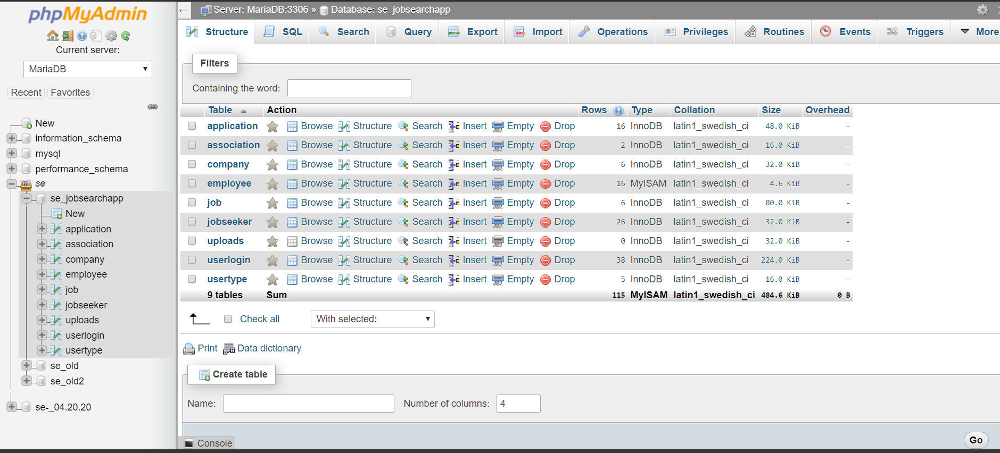 phpMyAdmin
Current server:
MariaDB
Recent Favorites
New
information_schema
mysql
performance_schema
se
se_jobsearchapp
New
application
association
company
employee
job
jobseeker
uploads
userlogin
usertype
se_old
se_old2
se-_04.20.20
Server: MariaDB:3306 » Database: se_jobsearchapp
Structure SQL Search Query Export Import Operations Privileges Routines Events Triggers More
Filters
Containing the word:
Table Action Rows Type Collation Size Overhead
application Browse Structure Search Insert Empty Drop 16 InnoDB latin1_swedish_ci 48.0 KiB -
association Browse Structure Search Insert Empty Drop 2 InnoDB latin1_swedish_ci 16.0 KiB -
company Browse Structure Search Insert Empty Drop 6 InnoDB latin1_swedish_ci 32.0 KiB -
employee Browse Structure Search Insert Empty Drop 16 MyISAM latin1_swedish_ci 4.6 KiB -
job Browse Structure Search Insert Empty Drop 6 InnoDB latin1_swedish_ci 80.0 KiB -
jobseeker Browse Structure Search Insert Empty Drop 26 InnoDB latin1_swedish_ci 32.0 KiB -
uploads Browse Structure Search Insert Empty Drop 0 InnoDB latin1_swedish_ci 32.0 KiB -
userlogin Browse Structure Search Insert Empty Drop 38 InnoDB latin1_swedish_ci 224.0 KiB -
usertype Browse Structure Search Insert Empty Drop 5 InnoDB latin1_swedish_ci 16.0 KiB -
9 tables Sum 115 MyISAM latin1_swedish_ci 484.6 KiB 0 B
Check all With selected:
Print Data dictionary
Create table
Name: Number of columns: 4
Go
Console